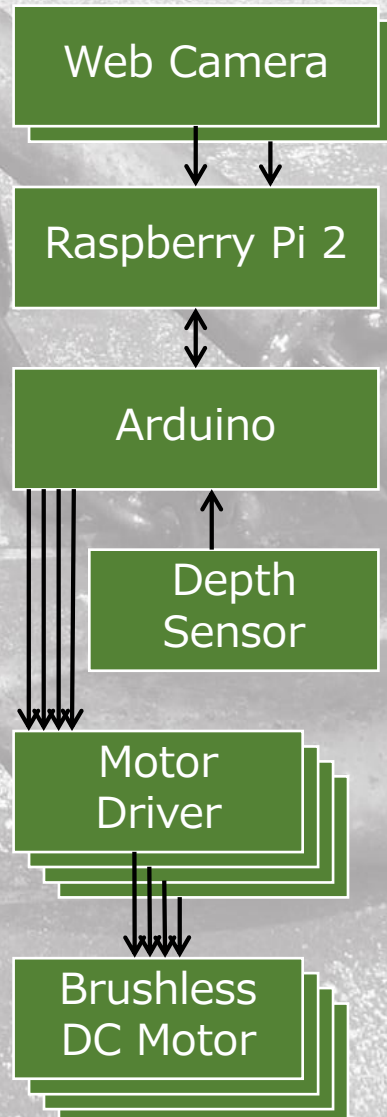 Web Camera
Raspberry Pi 2
Arduino
Depth
Sensor
Motor
Driver
Brushless
DC Motor